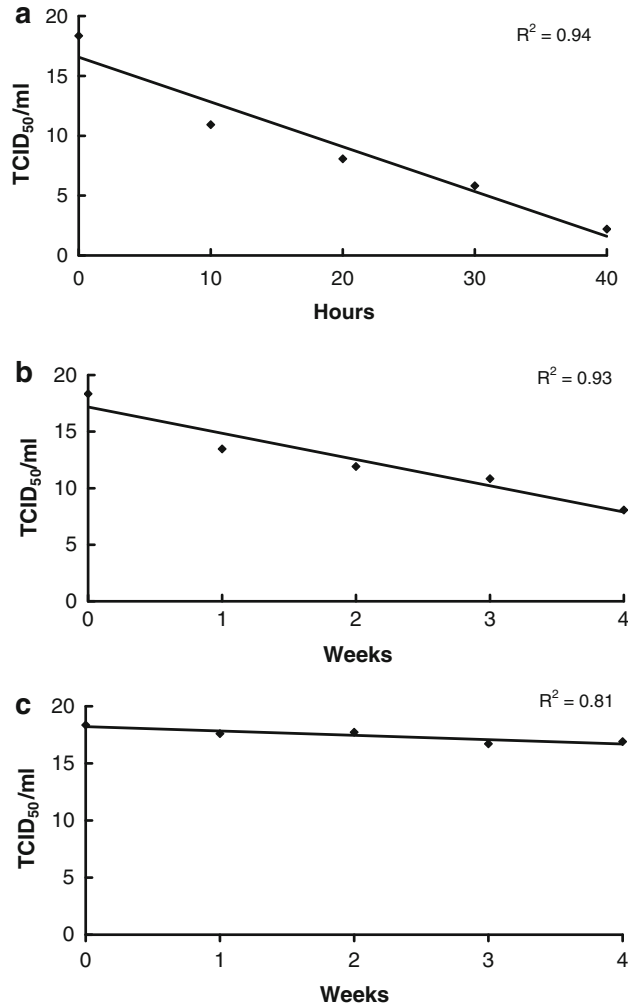 a
R² = 0.94
TCID₅₀/ml
20
15
10
5
0
0 10 20 30 40
Hours
b
R² = 0.93
TCID₅₀/ml
20
15
10
5
0
0 1 2 3 4
Weeks
c
R² = 0.81
TCID₅₀/ml
20
15
10
5
0
0 1 2 3 4
Weeks